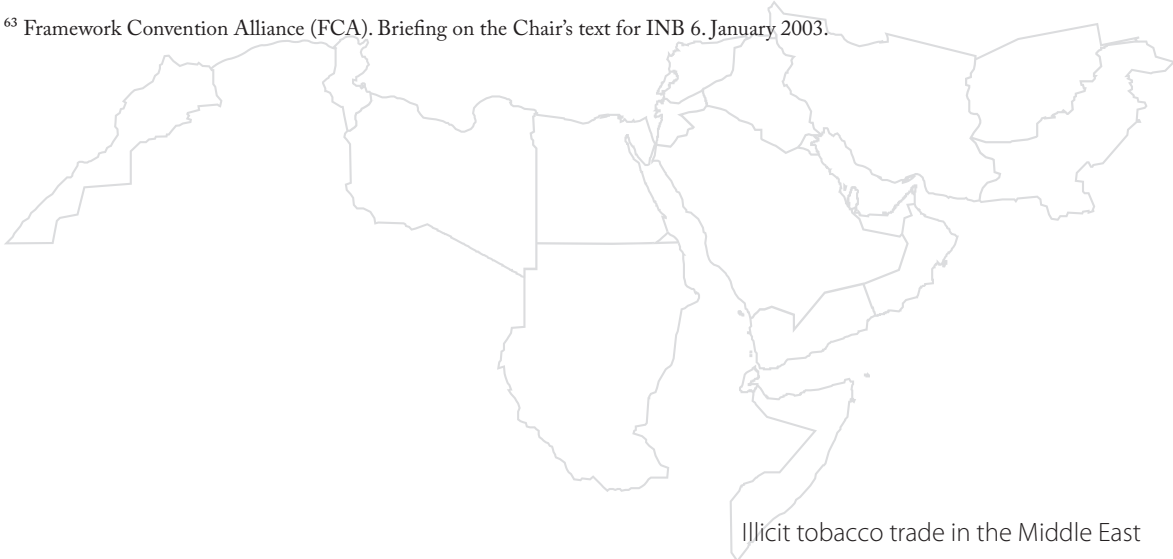 ⁶³ Framework Convention Alliance (FCA). Briefing on the Chair’s text for INB 6. January 2003.
Illicit tobacco trade in the Middle East